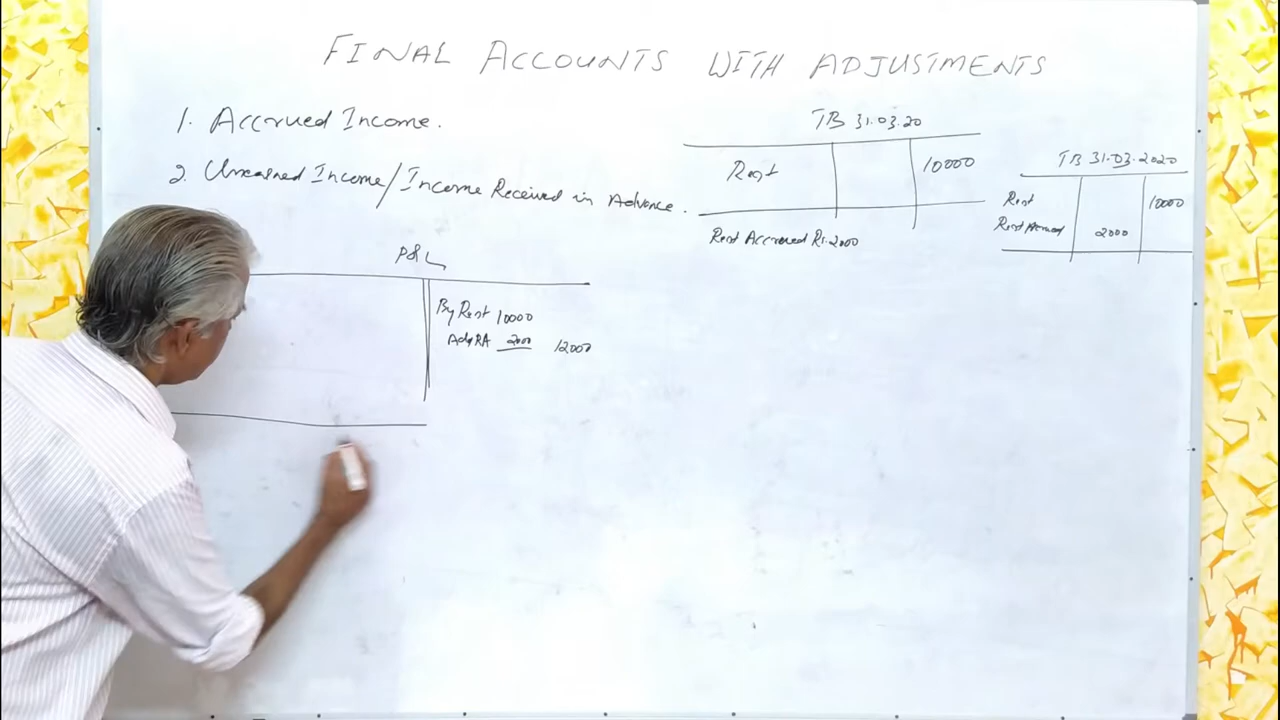 FINAL ACCOUNTS WITH ADJUSTMENTS
1. Accrued Income.
2. Unearned Income/Income Received in Advance.
TB 31.03.20
Rent 10000
Rent Accrued Rs.2000
TB 31.03.2020
Rent 10000
Rent Accrued 2000
P&L
By Rent 10000
Add RA 2000 12000